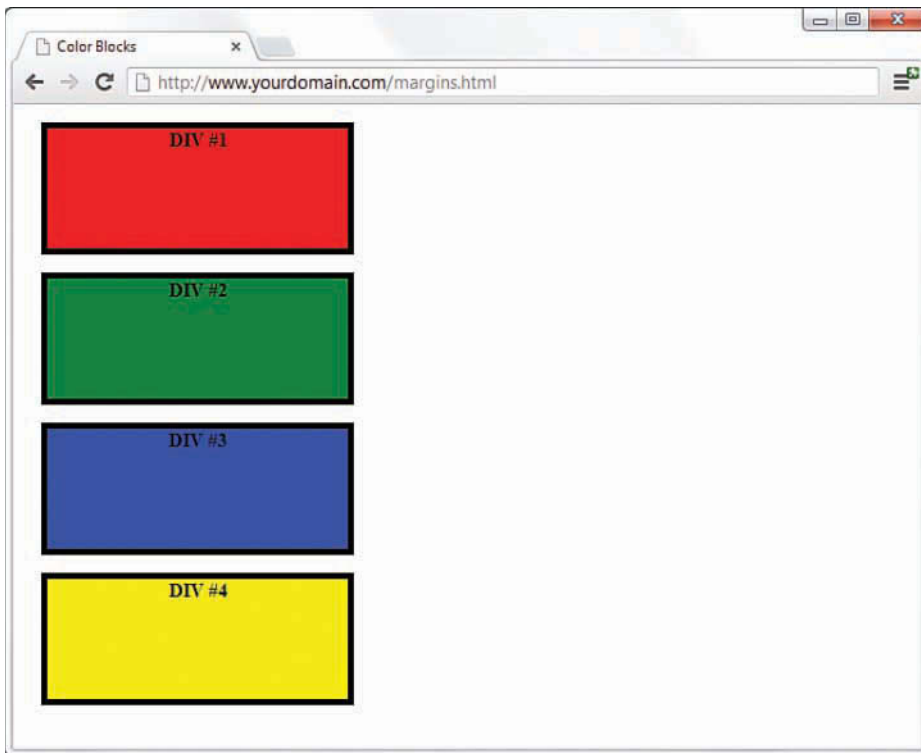 Color Blocks
http://www.yourdomain.com/margins.html
DIV #1
DIV #2
DIV #3
DIV #4